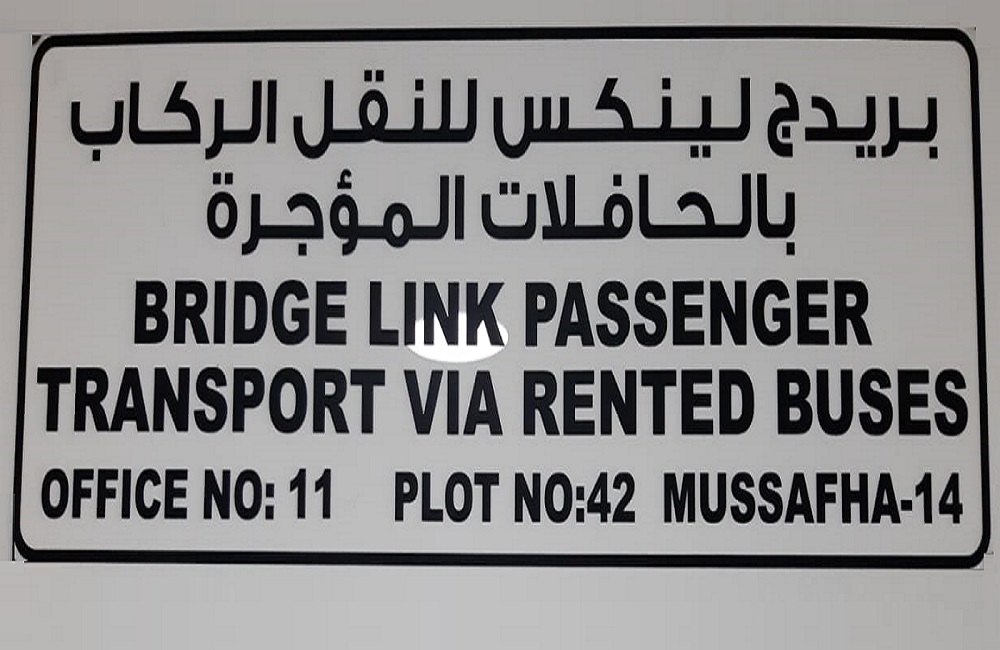 بريدج لينكس للنقل الركاب
بالحافلات المؤجرة
BRIDGE LINK PASSENGER
TRANSPORT VIA RENTED BUSES
OFFICE NO: 11 PLOT NO:42 MUSSAFHA-14